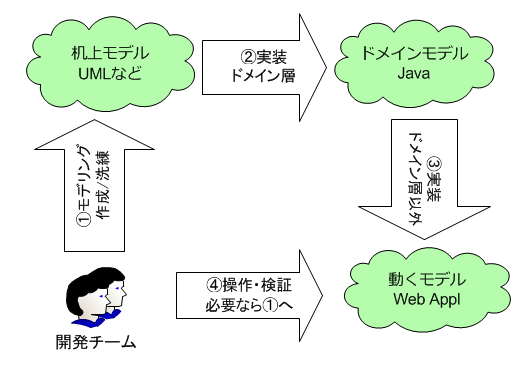 机上モデル
UMLなど
②実装
ドメイン層
ドメインモデル
Java
①モデリング
作成/洗練
③実装
ドメイン層以外
④操作・検証
必要なら①へ
動くモデル
Web Appl
開発チーム